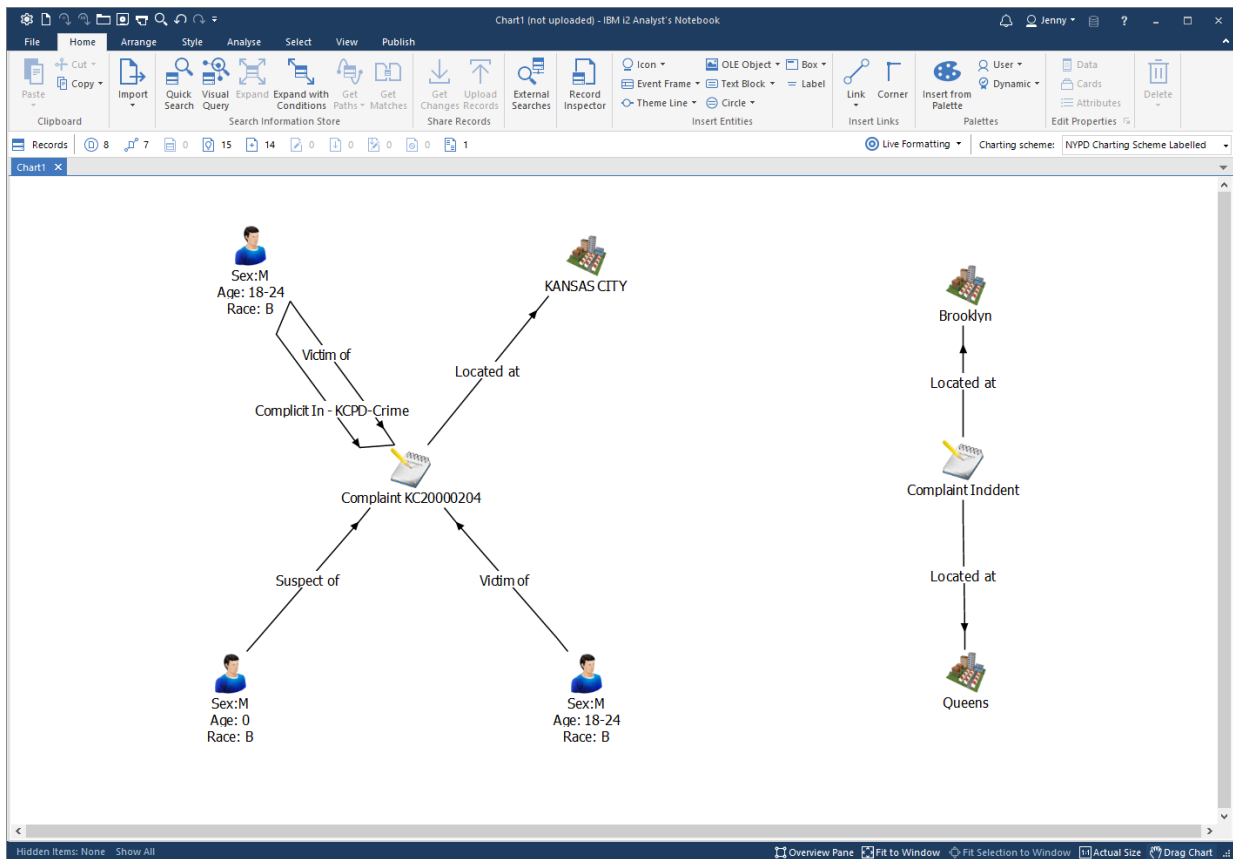 Chart1 (not uploaded) - IBM i2 Analyst's Notebook
Jenny
?
File Home Arrange Style Analyse Select View Publish
Paste
Cut
Copy
Clipboard
Import
Quick Search
Visual Query
Expand
Expand with Conditions
Get Paths
Get Matches
Search Information Store
Get Changes
Upload Records
Share Records
External Searches
Record Inspector
Icon
Event Frame
Theme Line
OLE Object
Text Block
Circle
Box
Label
Insert Entities
Link
Corner
Insert Links
Insert from Palette
User
Dynamic
Palettes
Data
Cards
Attributes
Edit Properties
Delete
Editing
Records 8 7 0 15 14 0 0 0 0 1
Live Formatting
Charting scheme: NYPD Charting Scheme Labelled
Chart1
Sex:M
Age: 18-24
Race: B
KANSAS CITY
Brooklyn
Victim of
Located at
Located at
Complicit In - KCPD-Crime
Complaint KC20000204
Complaint Incident
Suspect of
Victim of
Located at
Sex:M
Age: 0
Race: B
Sex:M
Age: 18-24
Race: B
Queens
Hidden Items: None Show All
Overview Pane Fit to Window Fit Selection to Window 1:1 Actual Size Drag Chart